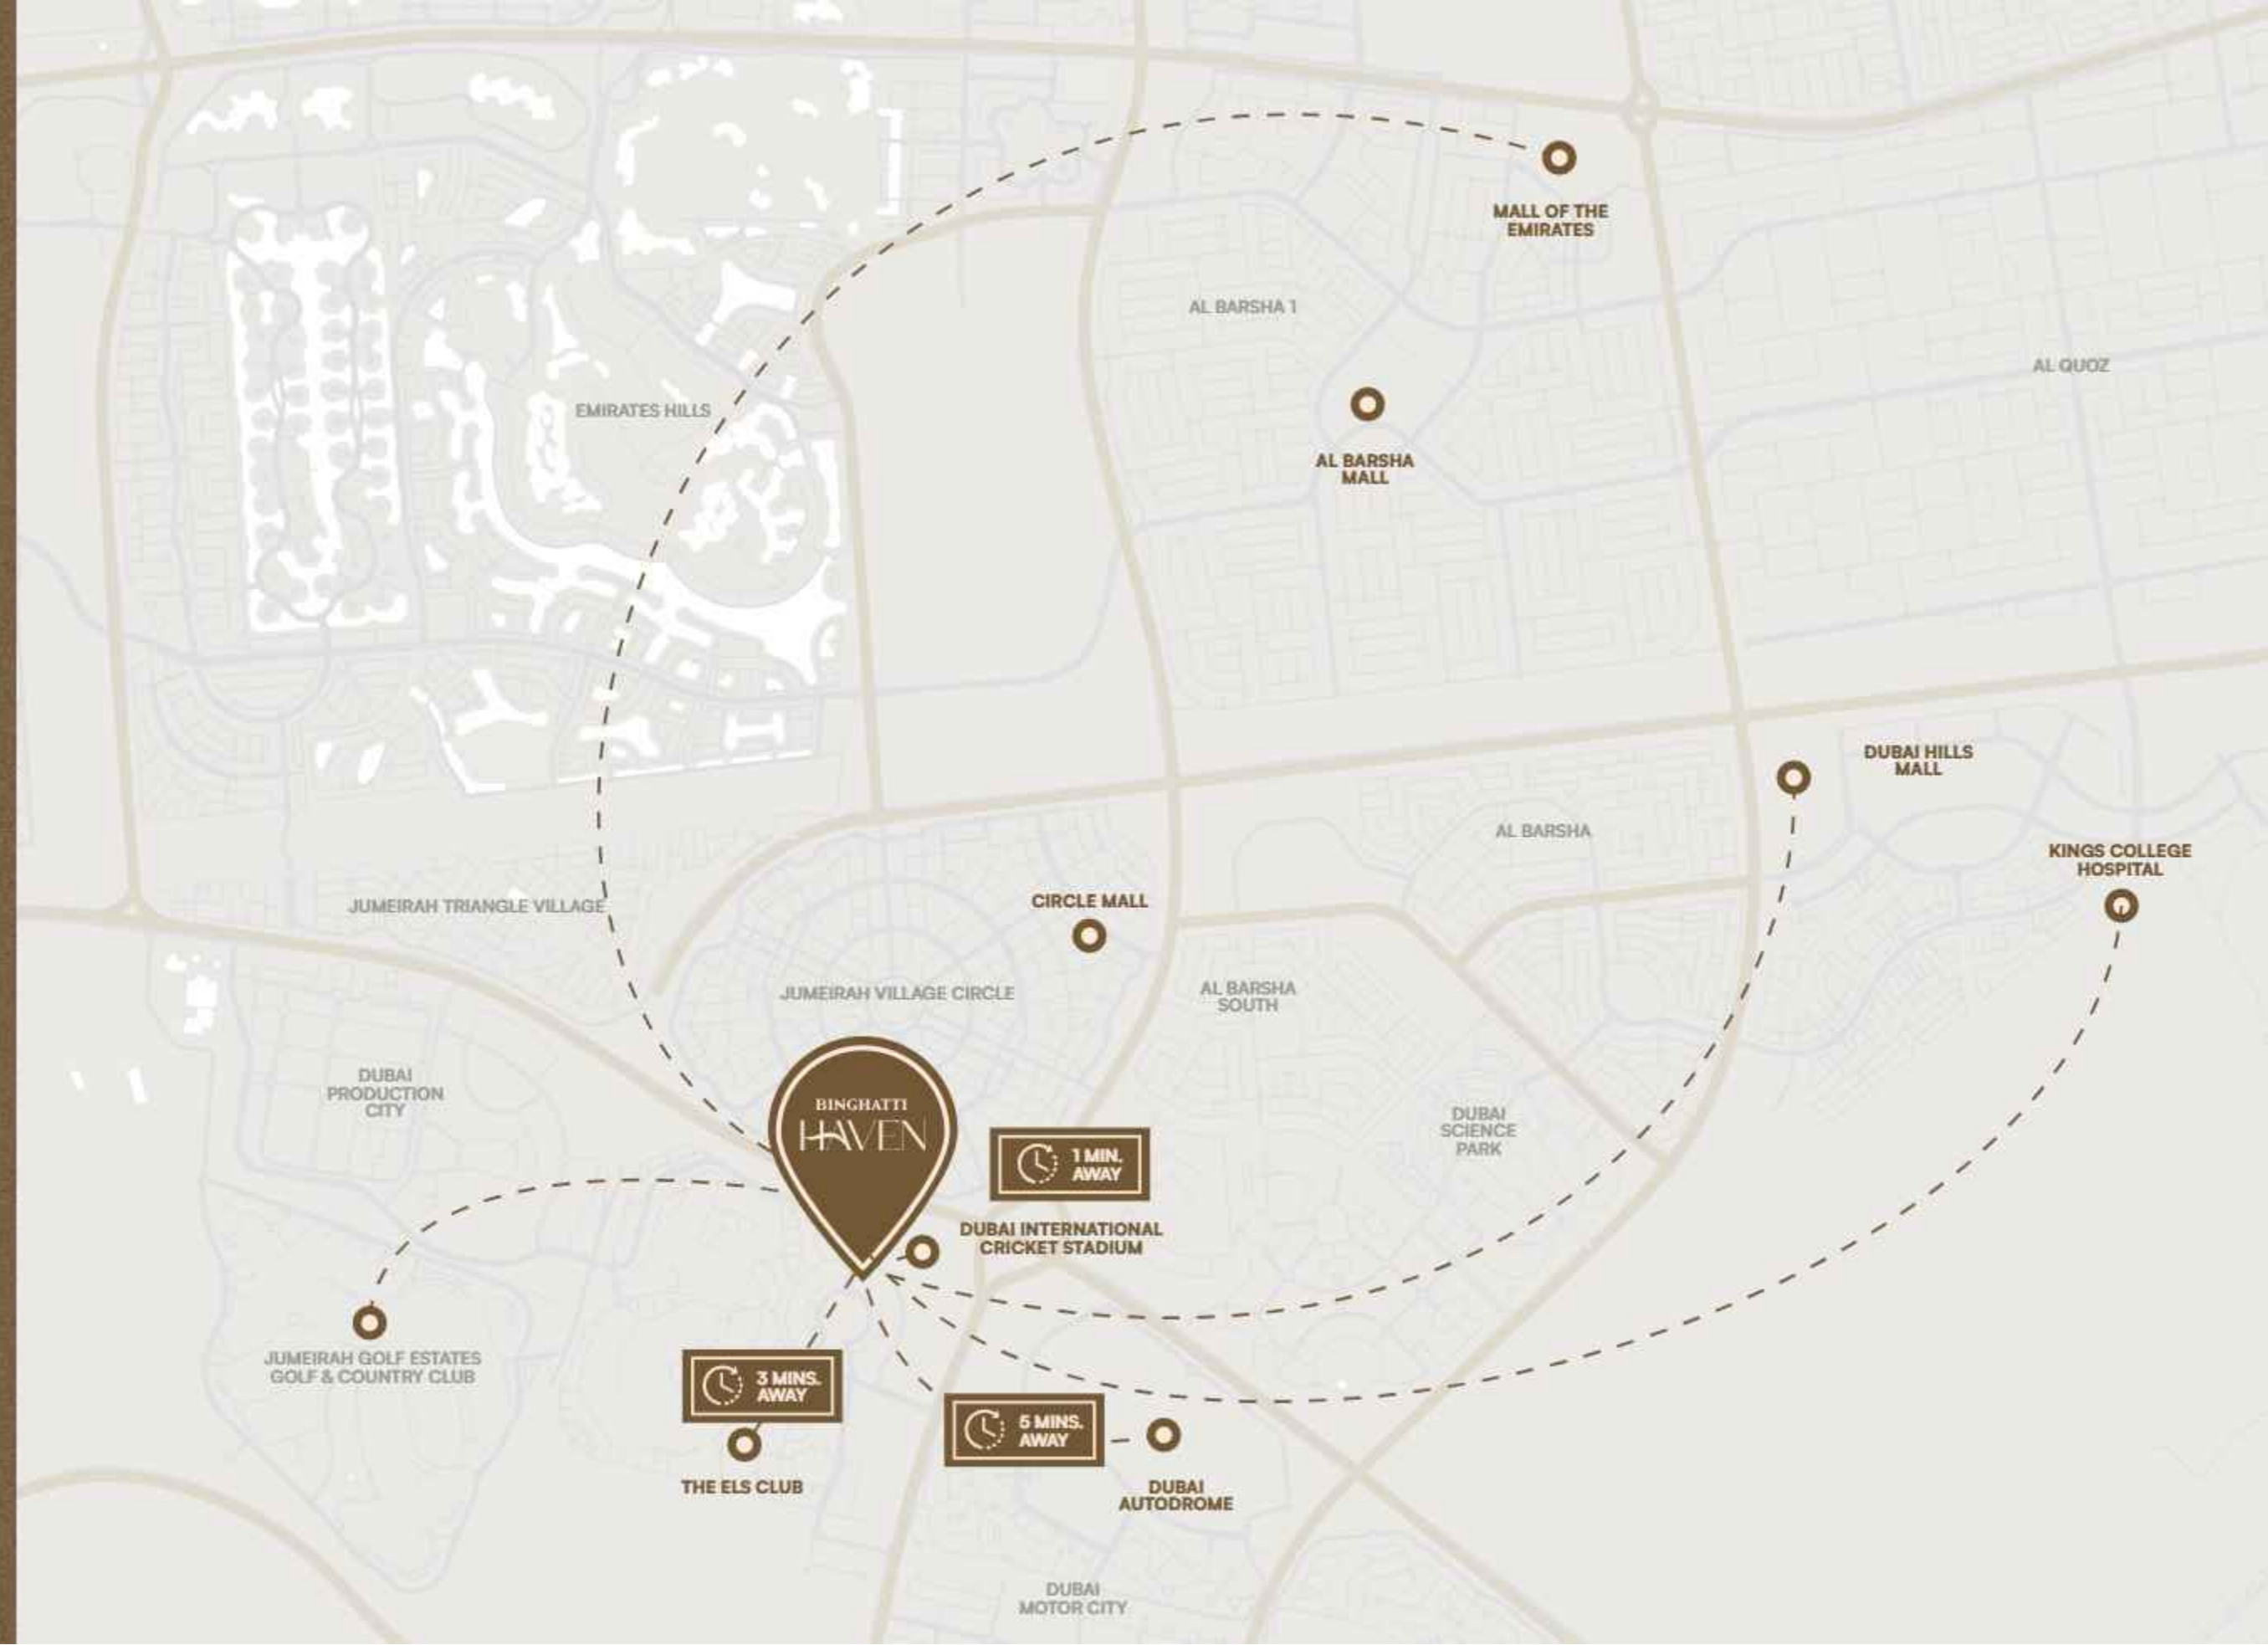 MALL OF THE
EMIRATES
AL BARSHA 1
AL QUOZ
EMIRATES HILLS
AL BARSHA
MALL
DUBAI HILLS
MALL
AL BARSHA
KINGS COLLEGE
HOSPITAL
CIRCLE MALL
JUMEIRAH TRIANGLE VILLAGE
JUMEIRAH VILLAGE CIRCLE
AL BARSHA
SOUTH
DUBAI
PRODUCTION
CITY
BINGHATTI
HAVEN
DUBAI
SCIENCE
PARK
1 MIN.
AWAY
DUBAI INTERNATIONAL
CRICKET STADIUM
JUMEIRAH GOLF ESTATES
GOLF & COUNTRY CLUB
3 MINS.
AWAY
5 MINS.
AWAY
THE ELS CLUB
DUBAI
AUTODROME
DUBAI
MOTOR CITY